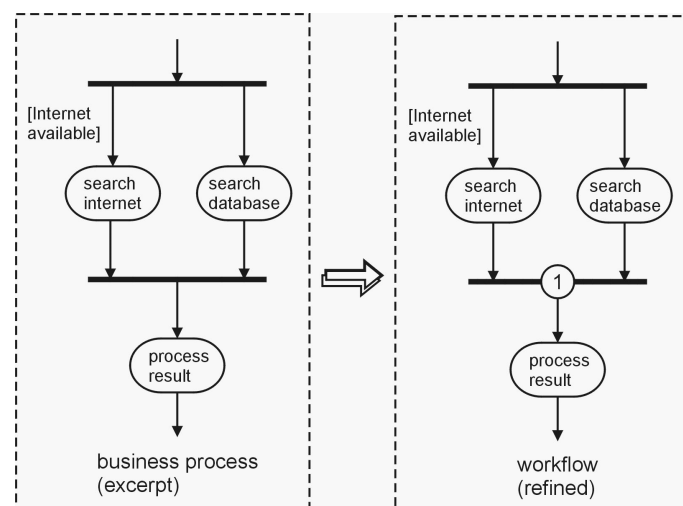 [Internet
available]
search
internet
search
database
process
result
business process
(excerpt)
[Internet
available]
search
internet
search
database
1
process
result
workflow
(refined)